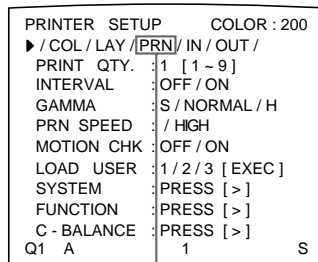 PRINTER SETUP COLOR : 200
▶ / COL / LAY / PRN / IN / OUT /
PRINT QTY. : 1 [ 1 ~ 9 ]
INTERVAL : OFF / ON
GAMMA : S / NORMAL / H
PRN SPEED : / HIGH
MOTION CHK : OFF / ON
LOAD USER : 1 / 2 / 3 [ EXEC ]
SYSTEM : PRESS [ > ]
FUNCTION : PRESS [ > ]
C - BALANCE : PRESS [ > ]
Q1 A 1 S